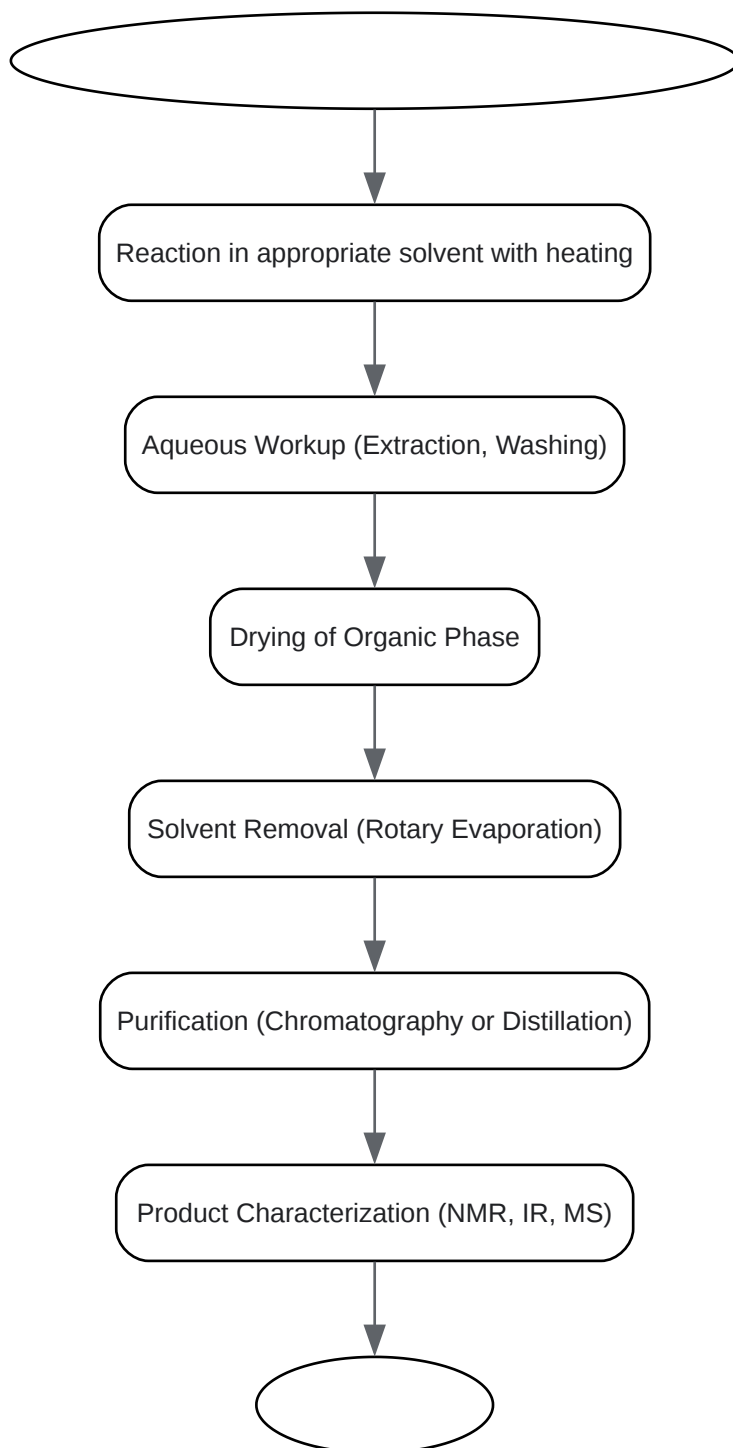 Reaction in appropriate solvent with heating
Aqueous Workup (Extraction, Washing)
Drying of Organic Phase
Solvent Removal (Rotary Evaporation)
Purification (Chromatography or Distillation)
Product Characterization (NMR, IR, MS)